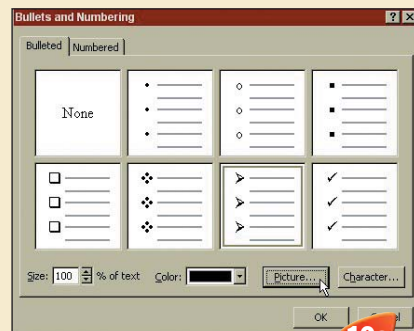 Bullets and Numbering
Bulleted Numbered
None
Size: 100 % of text Color: Picture... Character...
OK